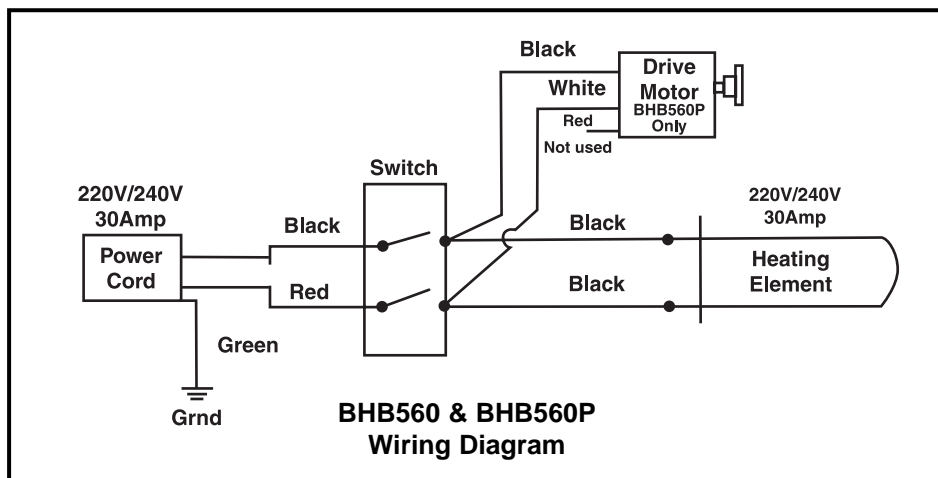 Black
White
Red
Not used
Drive
Motor
BHB560P
Only
Switch
220V/240V
30Amp
Power
Cord
Black
Red
Green
Grnd
Black
Black
220V/240V
30Amp
Heating
Element
BHB560 & BHB560P
Wiring Diagram